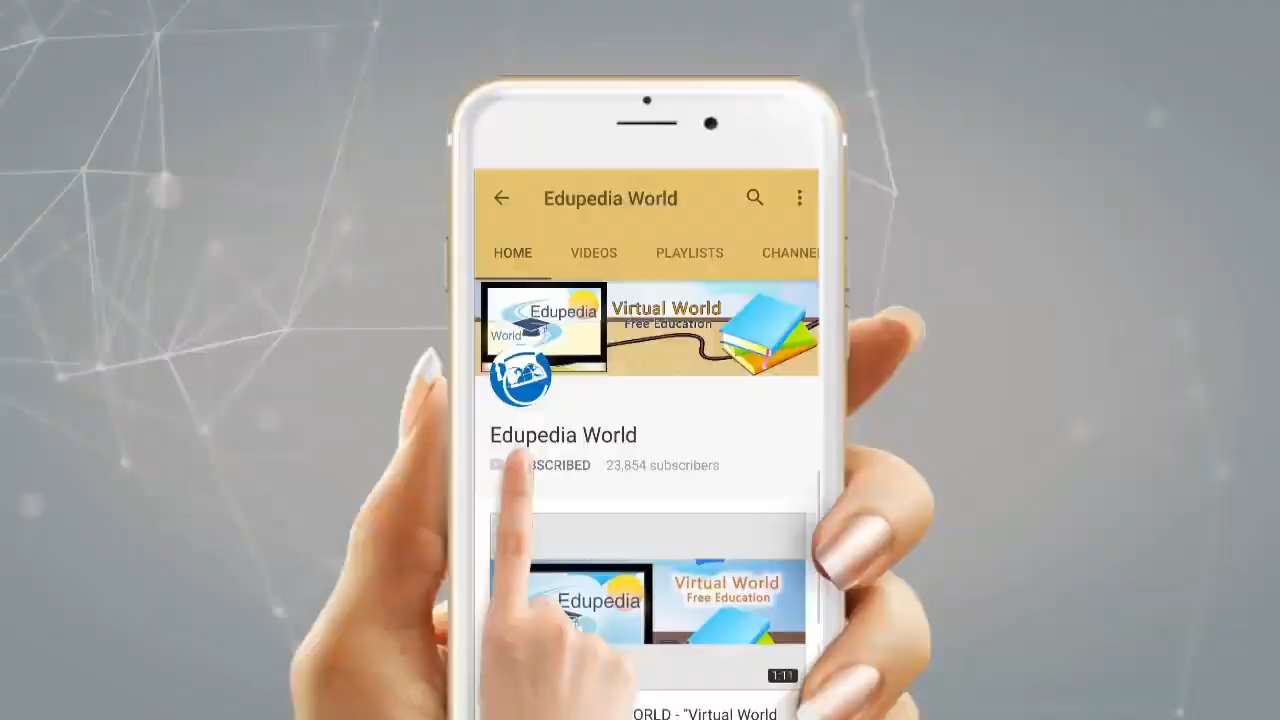 Edupedia World
HOME VIDEOS PLAYLISTS CHANNE
Edupedia
World
Virtual World
Free Education
Edupedia World
BSCRIBED 23,854 subscribers
Edupedia
Virtual World
Free Education
1:11
ORLD - "Virtual World